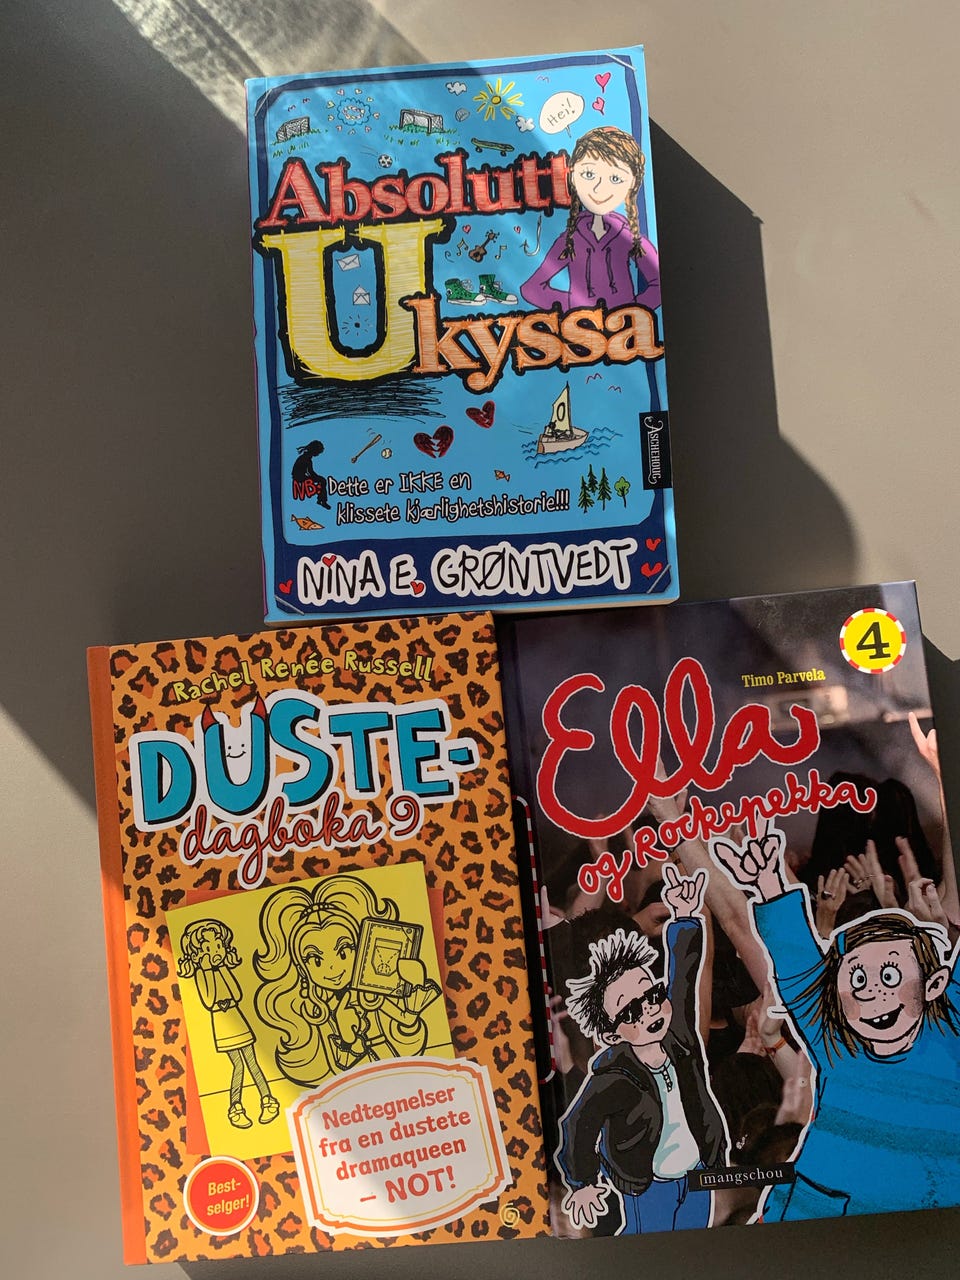 Hei!
Absolutt
Ukyssa
ASCHEHOUG
NB: Dette er IKKE en
klissete kjærlighetshistorie!!!
NINA E. GRØNTVEDT
Rachel Renée Russell
DUSTE-
dagboka 9
Nedtegnelser
fra en dustete
dramaqueen
– NOT!
Best-
selger!
4
Timo Parvela
Ella
og Rockepekka
mangschou